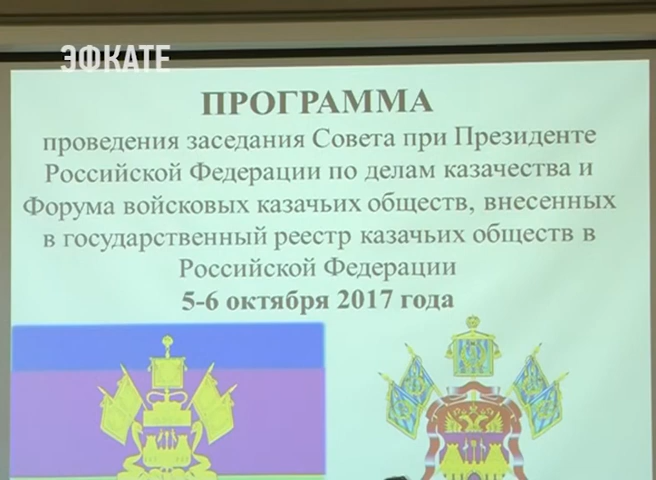 ЭФКАТЕ
ПРОГРАММА
проведения заседания Совета при Президенте
Российской Федерации по делам казачества и
Форума войсковых казачьих обществ, внесенных
в государственный реестр казачьих обществ в
Российской Федерации
5-6 октября 2017 года